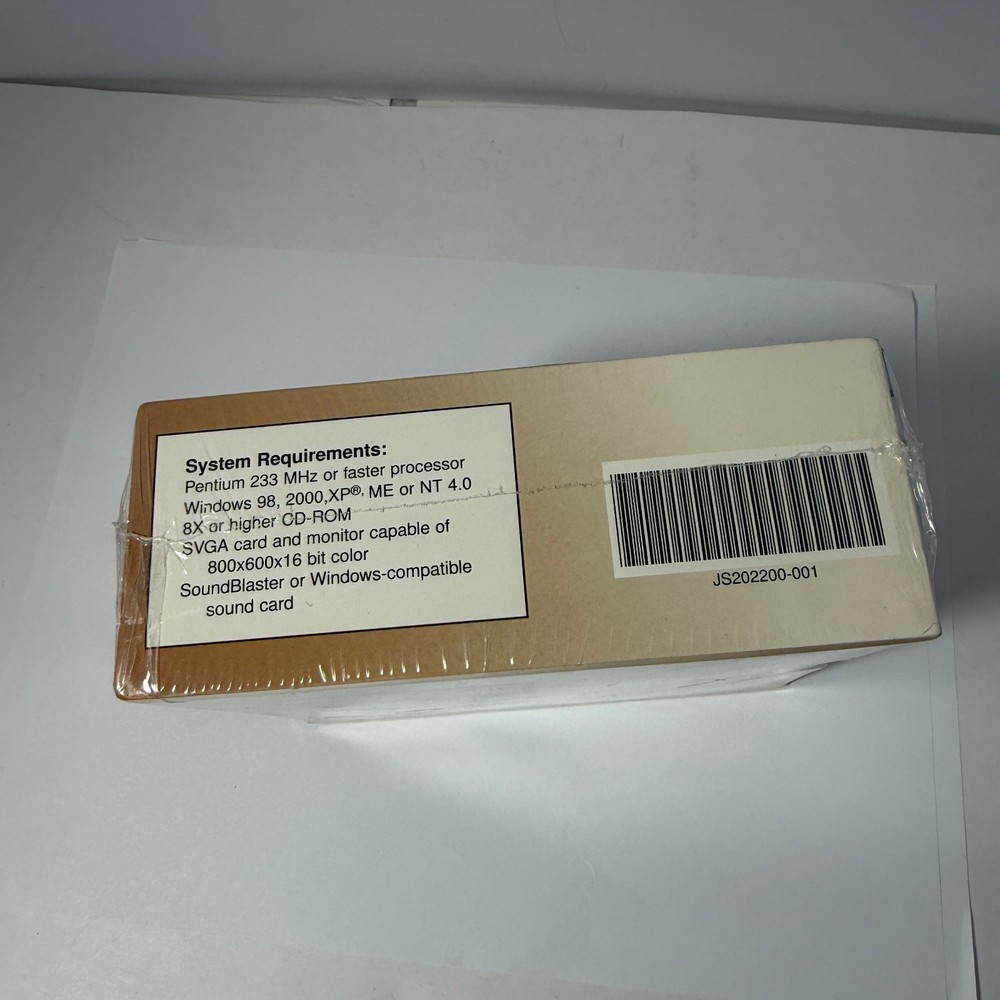 System Requirements:
Pentium 233 MHz or faster processor
Windows 98, 2000,XP®, ME or NT 4.0
8X or higher CD-ROM
SVGA card and monitor capable of
800x600x16 bit color
SoundBlaster or Windows-compatible
sound card
JS202200-001